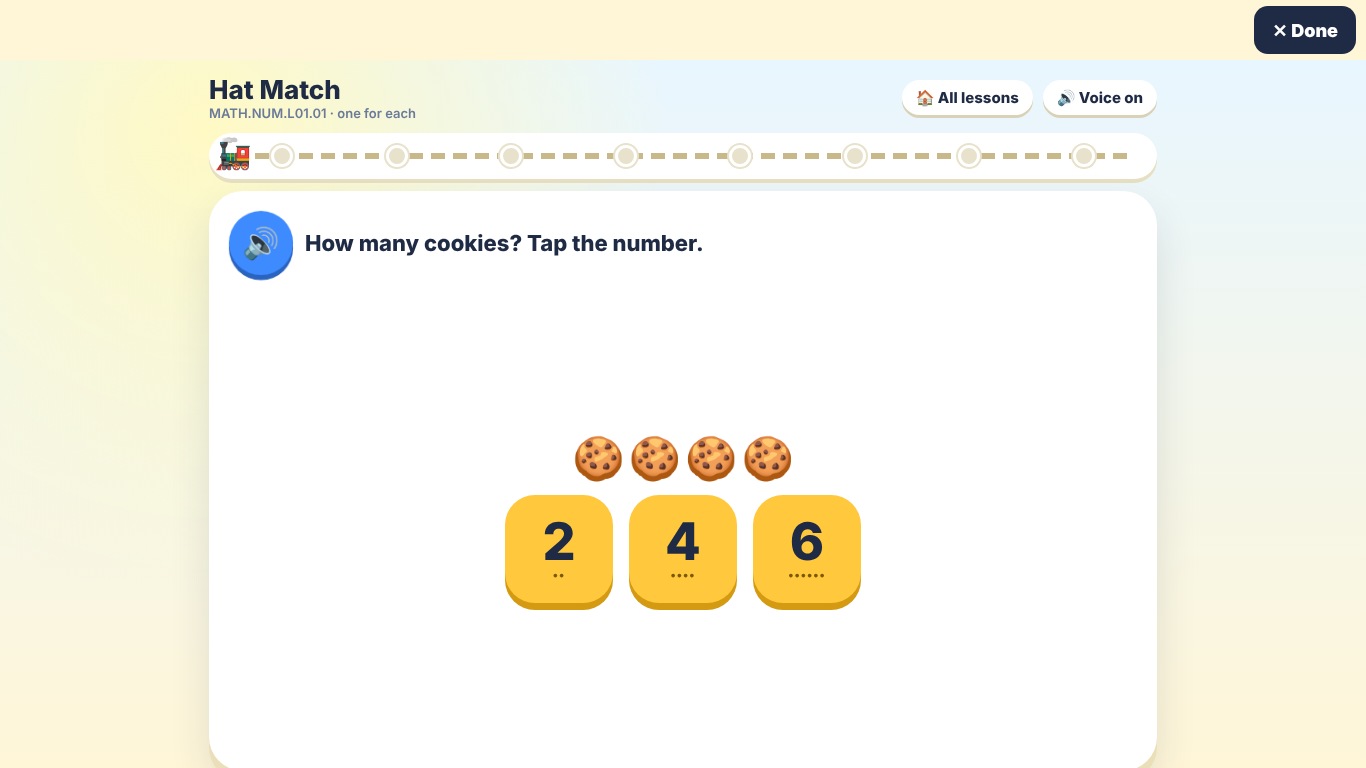 ✕ Done
Hat Match
MATH.NUM.L01.01 · one for each
All lessons
Voice on
How many cookies? Tap the number.
2 4 6